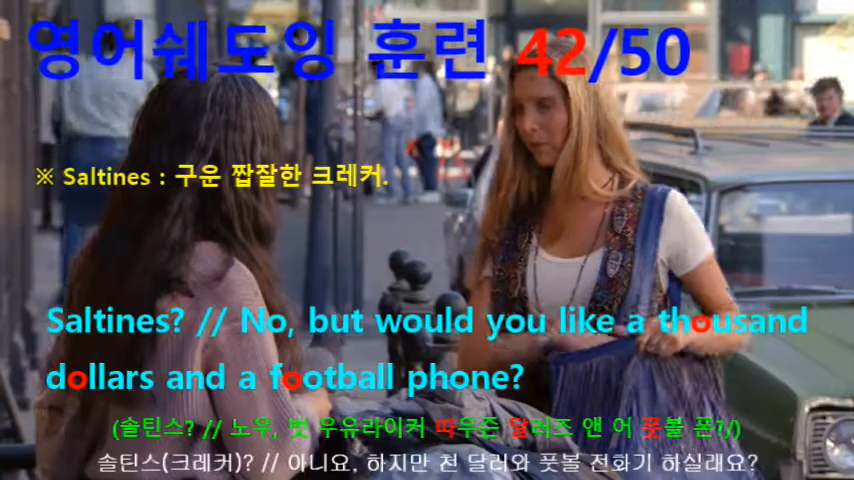 영어쉐도잉 훈련 42/50
※ Saltines : 구운 짭잘한 크레커.
Saltines? // No, but would you like a thousand
dollars and a football phone?
(솔틴스? // 노우, 벗 우유라이커 따우즌 달러즈 앤 어 풋볼 폰?/)
솔틴스(크레커)? // 아니요, 하지만 천 달러와 풋볼 전화기 하실래요?